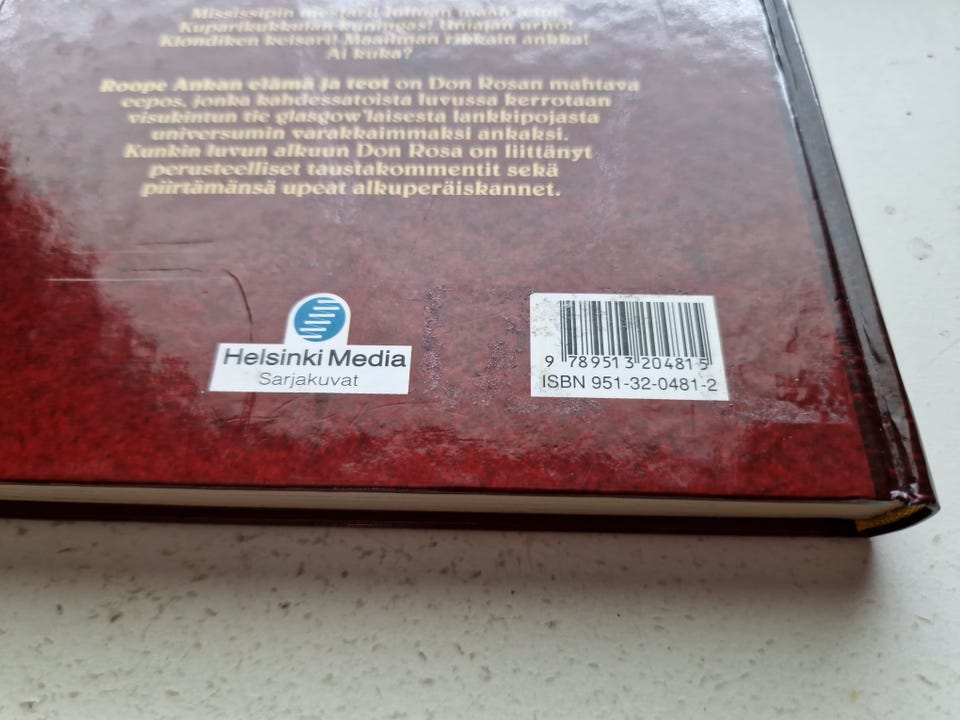 Mississipin mestari!
Kuparikukkulan kuningas! arho!
Klondiken keisari! Maailman rikkain ankka!
Ai kuka?
Roope Ankan elämä ja teot on Don Rosan mahtava
eepos, jonka kahdessatoista luvussa kerrotaan
visukintun tie glasgow'laisesta lankkipojasta
universumin varakkaimmaksi ankaksi.
Kunkin luvun alkuun Don Rosa on liittänyt
perusteelliset taustakommentit sekä
piirtämänsä upeat alkuperäiskannet.
Helsinki Media
Sarjakuvat
9 789513 204815
ISBN 951-32-0481-2